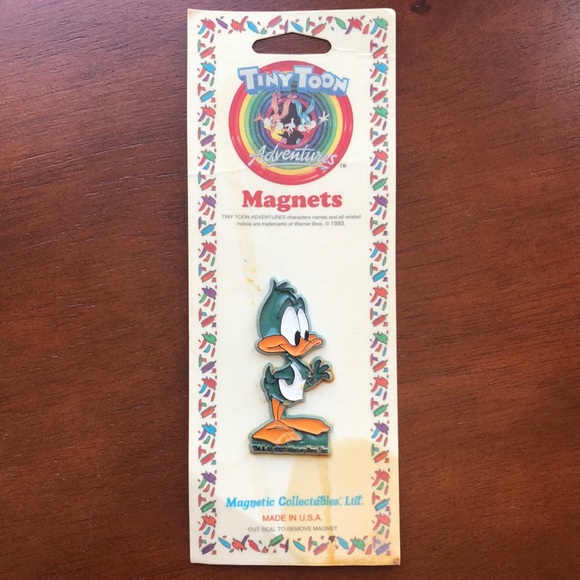 TINY TOON
Adventures™
Magnets
TINY TOON ADVENTURES characters names and all related
indicia are trademarks of Warner Bros. © 1993.
Magnetic Collectables, Ltd.
MADE IN U.S.A.
CUT SEAL TO REMOVE MAGNET